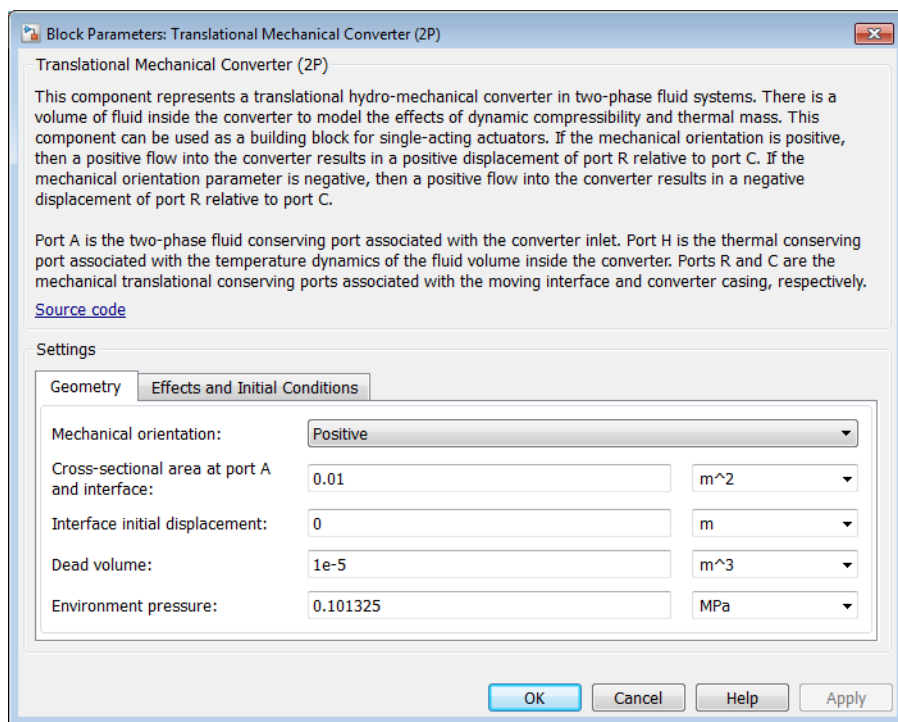 Block Parameters: Translational Mechanical Converter (2P)
Translational Mechanical Converter (2P)
This component represents a translational hydro-mechanical converter in two-phase fluid systems. There is a
volume of fluid inside the converter to model the effects of dynamic compressibility and thermal mass. This
component can be used as a building block for single-acting actuators. If the mechanical orientation is positive,
then a positive flow into the converter results in a positive displacement of port R relative to port C. If the
mechanical orientation parameter is negative, then a positive flow into the converter results in a negative
displacement of port R relative to port C.
Port A is the two-phase fluid conserving port associated with the converter inlet. Port H is the thermal conserving
port associated with the temperature dynamics of the fluid volume inside the converter. Ports R and C are the
mechanical translational conserving ports associated with the moving interface and converter casing, respectively.
Source code
Settings
Geometry Effects and Initial Conditions
Mechanical orientation: Positive
Cross-sectional area at port A
and interface: 0.01 m^2
Interface initial displacement: 0 m
Dead volume: 1e-5 m^3
Environment pressure: 0.101325 MPa
OK Cancel Help Apply